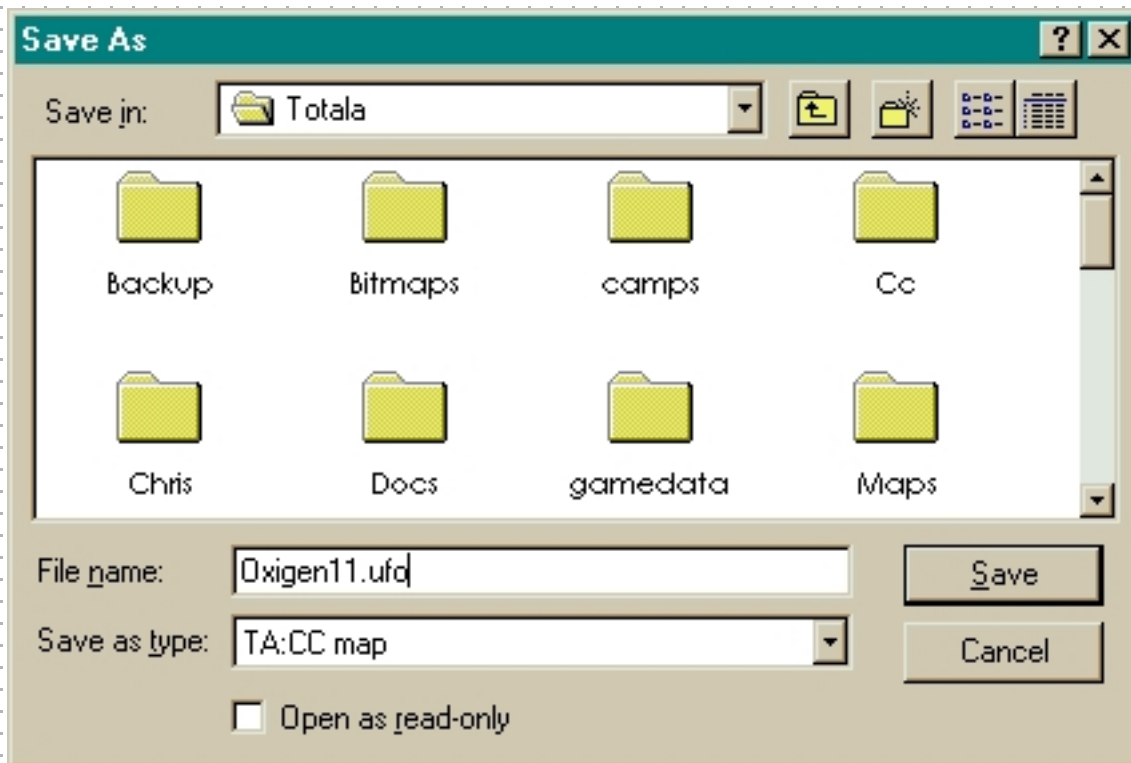 Save As
Save in: Totala
Backup Bitmaps camps Cc
Chris Docs gamedata Maps
File name: Oxigen11.ufo Save
Save as type: TA:CC map Cancel
Open as read-only